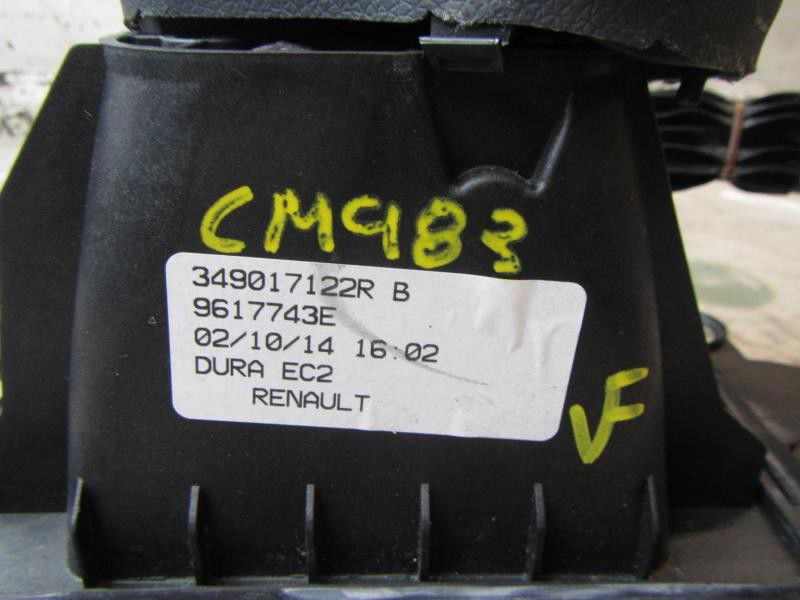 CM983
349017122R B
9617743E
02/10/14 16:02
DURA EC2
RENAULT
VF